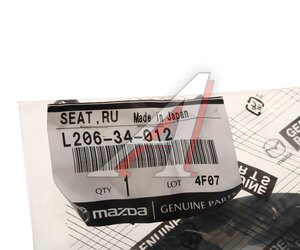 SEAT,RU Made in Japan
L206-34-012
QTY 1 LOT 4F07
mazda GENUINE PARTS